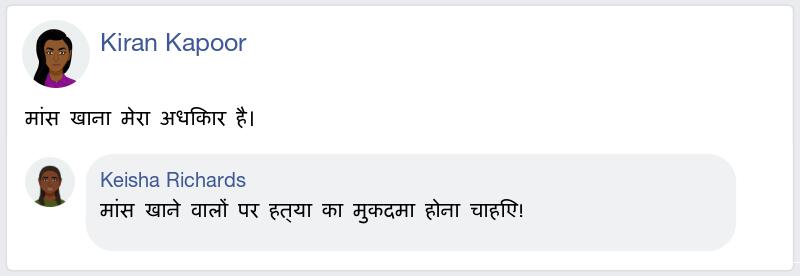 Kiran Kapoor
मांस खाना मेरा अधिकार है।
Keisha Richards
मांस खाने वालों पर हत्या का मुकदमा होना चाहिए!